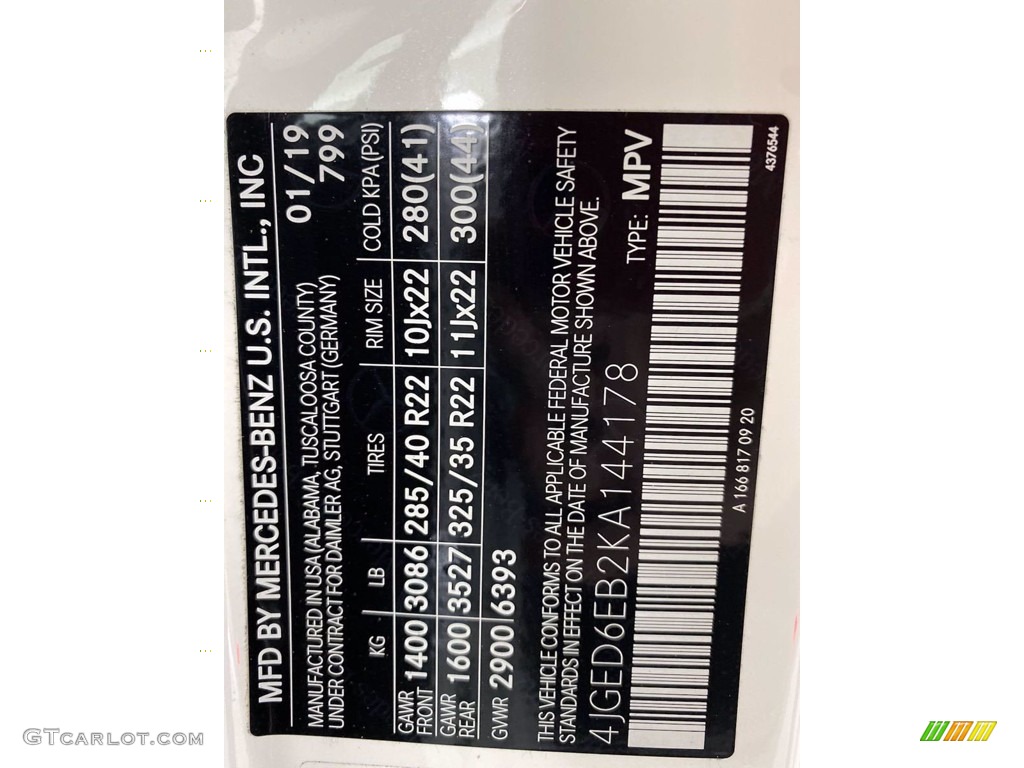 MFD BY MERCEDES-BENZ U.S. INTL., INC
MANUFACTURED IN USA (ALABAMA, TUSCALOOSA COUNTY) 01/19
UNDER CONTRACT FOR DAIMLER AG, STUTTGART (GERMANY) 799
KG LB TIRES RIM SIZE COLD KPA (PSI)
GAWR FRONT 1400 3086 285/40 R22 10Jx22 280(41)
GAWR REAR 1600 3527 325/35 R22 11Jx22 300(44)
GVWR 2900 6393
THIS VEHICLE CONFORMS TO ALL APPLICABLE FEDERAL MOTOR VEHICLE SAFETY
STANDARDS IN EFFECT ON THE DATE OF MANUFACTURE SHOWN ABOVE.
4JGED6EB2KA144178 TYPE: MPV
A 166 817 09 20 4376544
GTcarlot.com